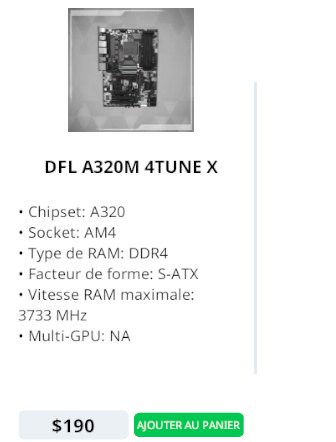 DFL A320M 4TUNE X
• Chipset: A320
• Socket: AM4
• Type de RAM: DDR4
• Facteur de forme: S-ATX
• Vitesse RAM maximale:
3733 MHz
• Multi-GPU: NA
$190
AJOUTER AU PANIER